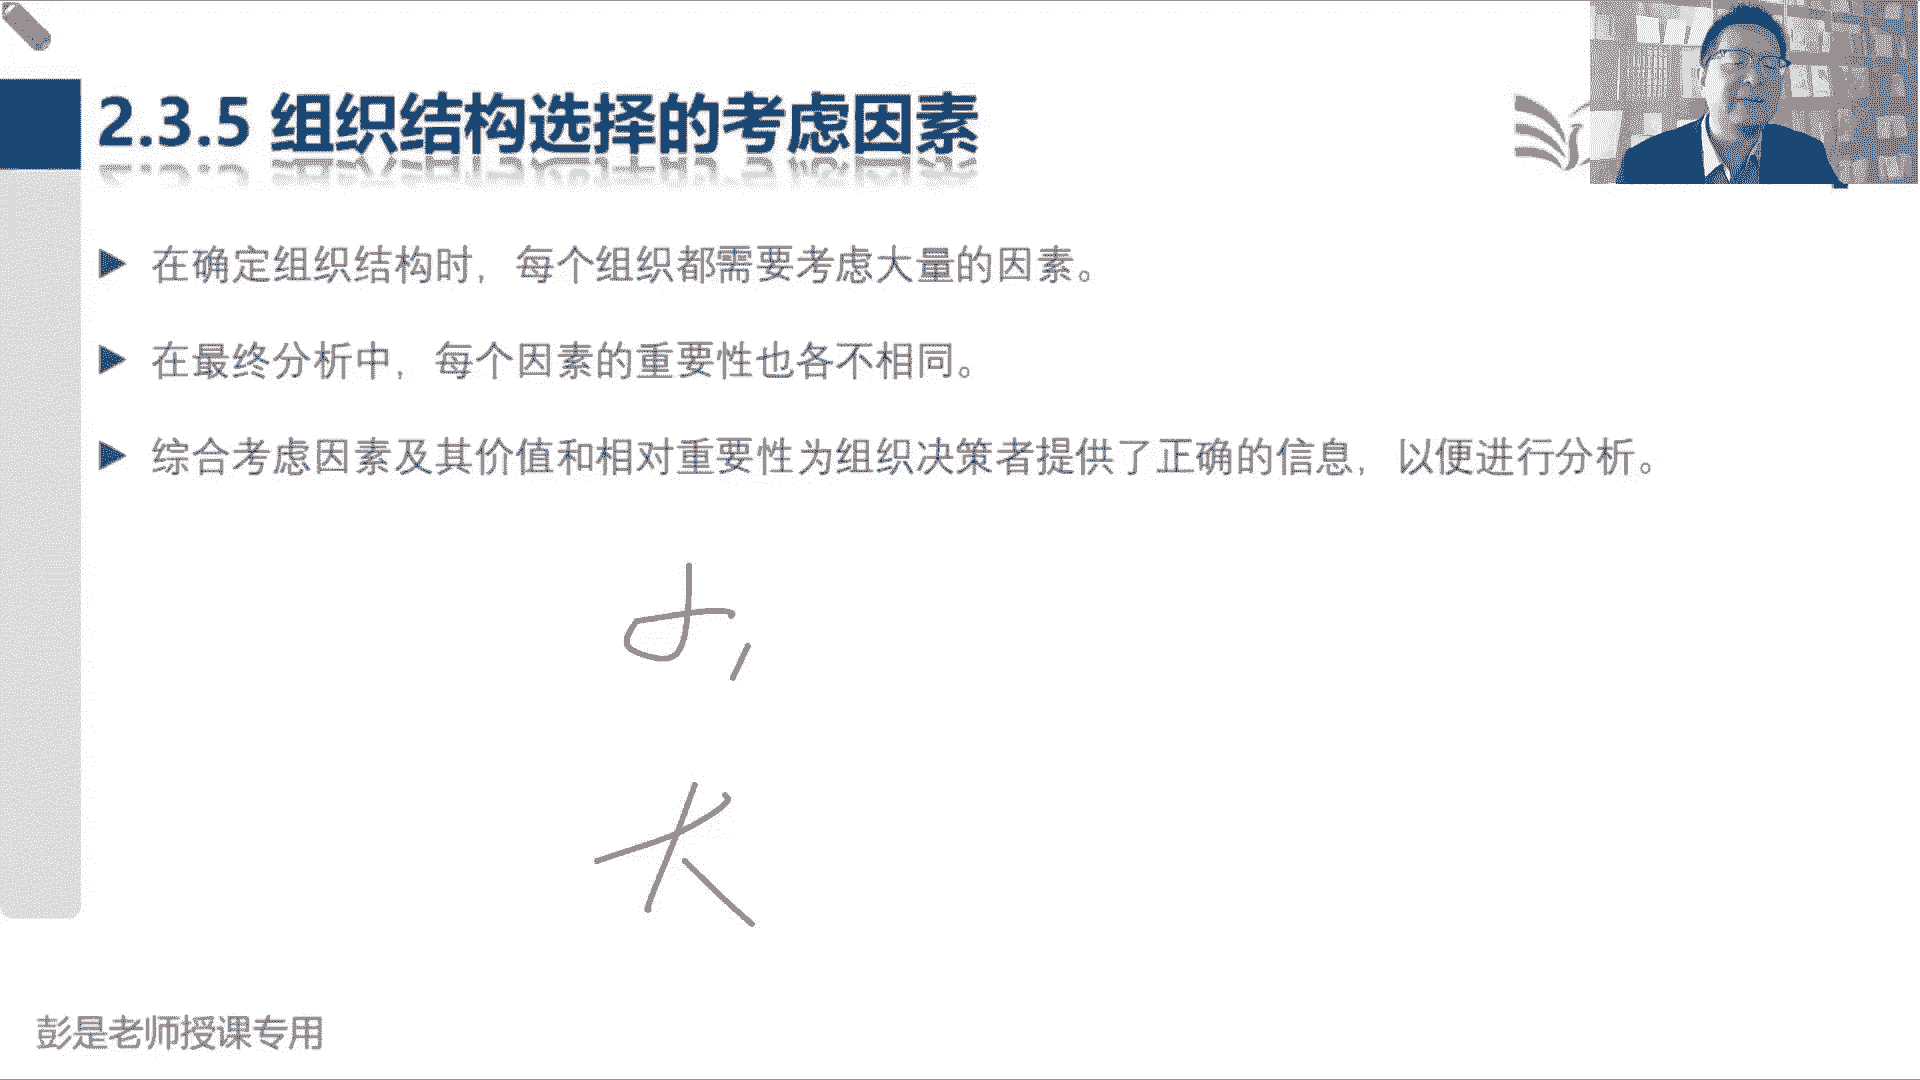 2.3.5 组织结构选择的考虑因素
在确定组织结构时，每个组织都需要考虑大量的因素。
在最终分析中，每个因素的重要性也各不相同。
综合考虑因素及其价值和相对重要性为组织决策者提供了正确的信息，以便进行分析。
大
彭是老师授课专用